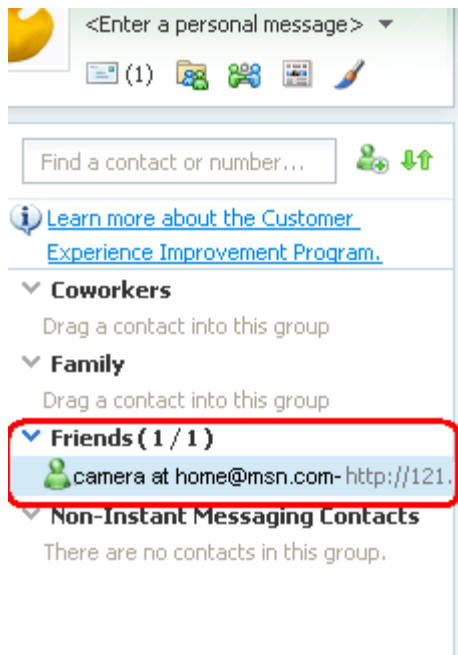 <Enter a personal message>
(1)
Find a contact or number...
Learn more about the Customer
Experience Improvement Program.
Coworkers
Drag a contact into this group
Family
Drag a contact into this group
Friends ( 1 / 1 )
camera at home@msn.com- http://121.
Non-Instant Messaging Contacts
There are no contacts in this group.